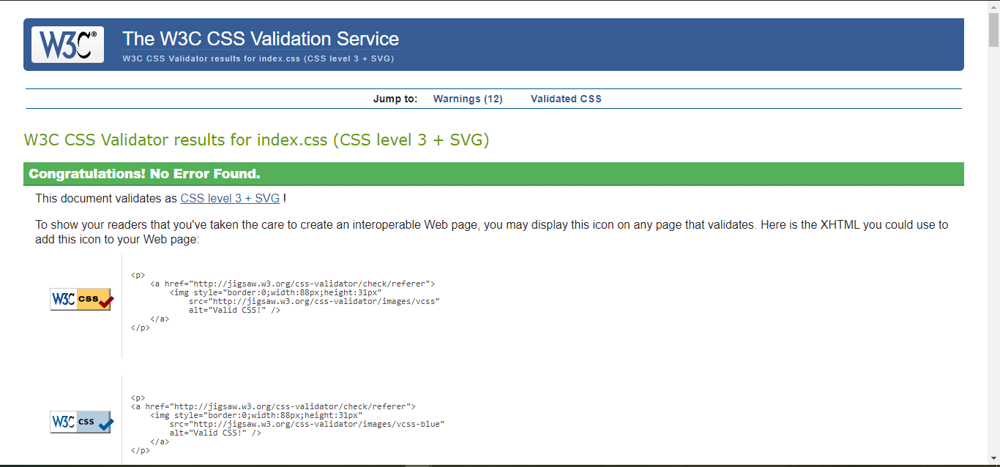 W3C®
The W3C CSS Validation Service
W3C CSS Validator results for index.css (CSS level 3 + SVG)
Jump to: Warnings (12) Validated CSS
W3C CSS Validator results for index.css (CSS level 3 + SVG)
Congratulations! No Error Found.
This document validates as CSS level 3 + SVG !
To show your readers that you've taken the care to create an interoperable Web page, you may display this icon on any page that validates. Here is the XHTML you could use to
add this icon to your Web page:
W3C css
<p>
    <a href="http://jigsaw.w3.org/css-validator/check/referer">
        <img style="border:0;width:88px;height:31px"
            src="http://jigsaw.w3.org/css-validator/images/vcss"
            alt="Valid CSS!" />
    </a>
</p>
W3C css
<p>
<a href="http://jigsaw.w3.org/css-validator/check/referer">
    <img style="border:0;width:88px;height:31px"
        src="http://jigsaw.w3.org/css-validator/images/vcss-blue"
        alt="Valid CSS!" />
    </a>
</p>